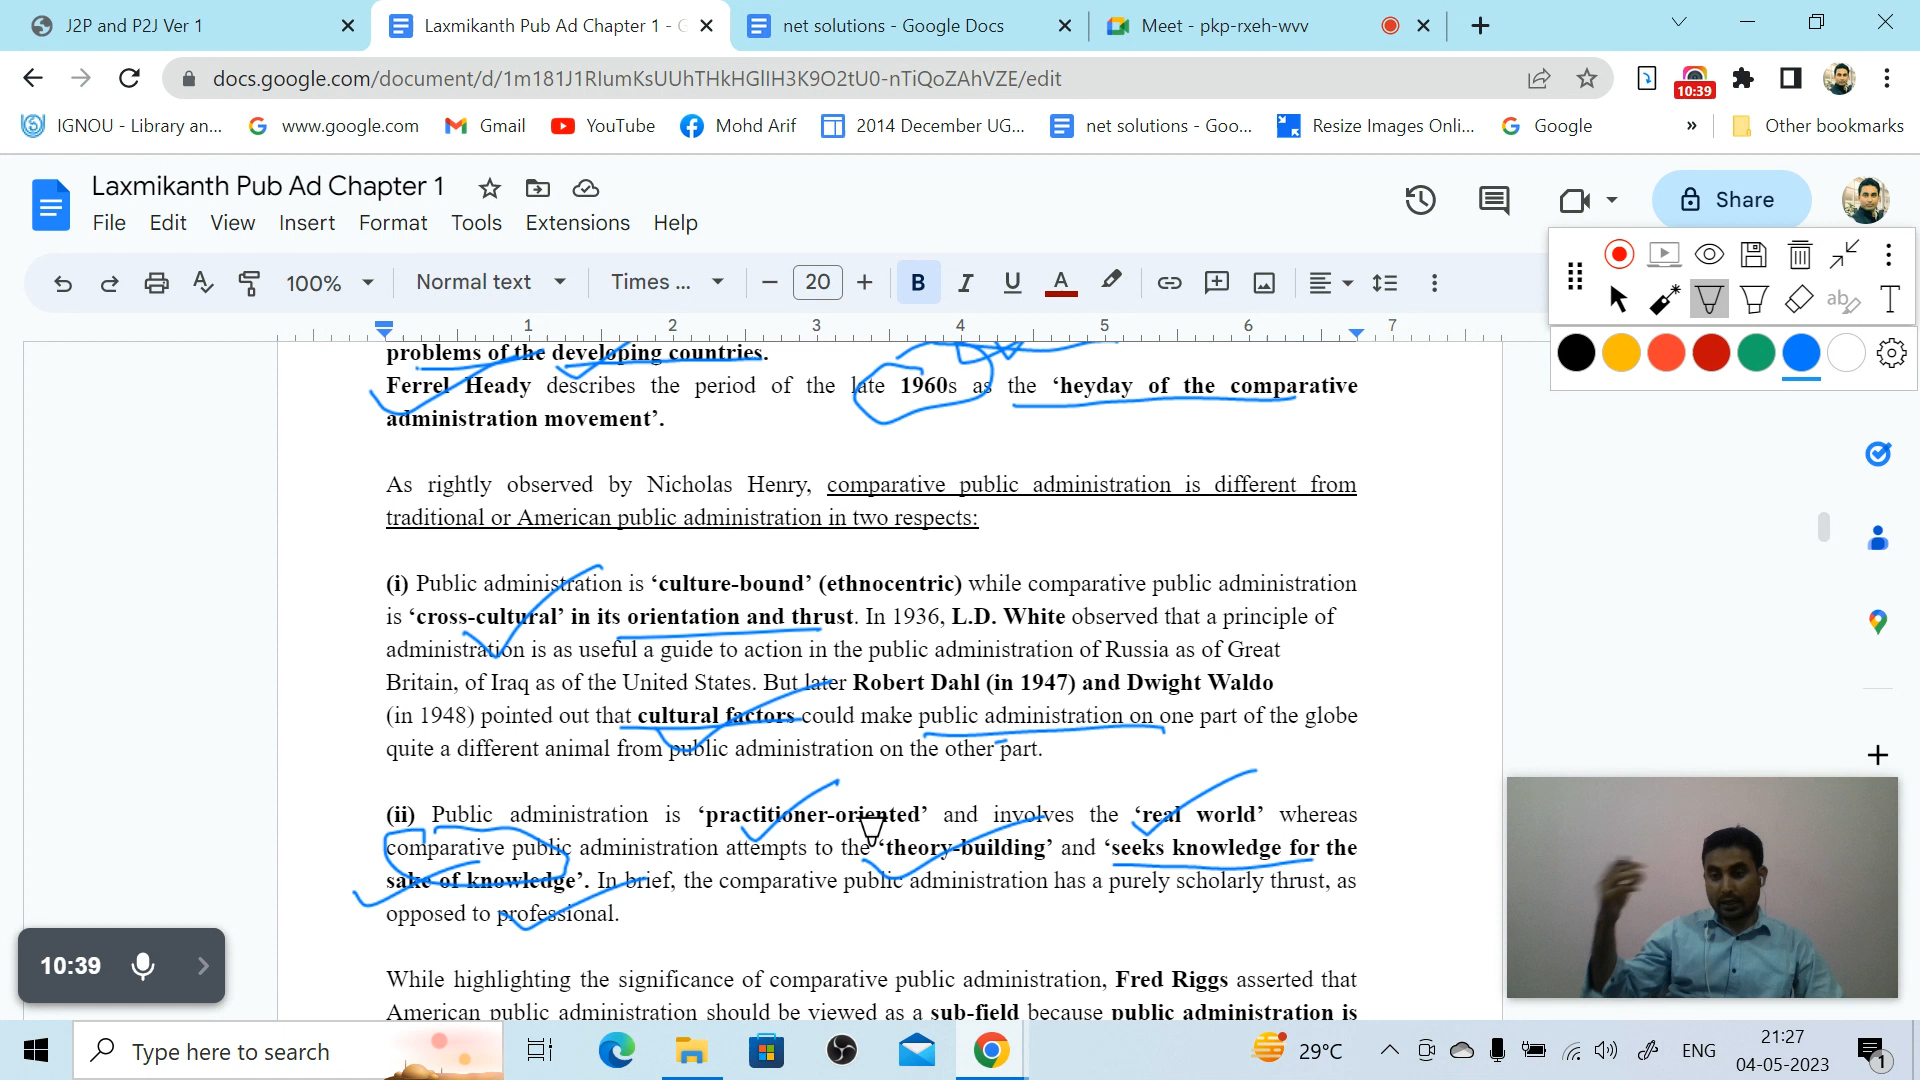 J2P and P2J Ver 1
Laxmikanth Pub Ad Chapter 1 - G
net solutions - Google Docs
Meet - pkp-rxeh-wvv
docs.google.com/document/d/1m181J1RIumKsUUhTHkHGlIH3K9O2tU0-nTiQoZAhVZE/edit
10:39
IGNOU - Library an...
www.google.com
Gmail
YouTube
Mohd Arif
2014 December UG...
net solutions - Goo...
Resize Images Onli...
Google
»
Other bookmarks
Laxmikanth Pub Ad Chapter 1
File Edit View Insert Format Tools Extensions Help
Share
100% Normal text Times ... 20 B I U A
T
1 2 3 4 5 6 7
problems of the developing countries.
Ferrel Heady describes the period of the late 1960s as the ‘heyday of the comparative
administration movement’.
As rightly observed by Nicholas Henry, comparative public administration is different from
traditional or American public administration in two respects:
(i) Public administration is ‘culture-bound’ (ethnocentric) while comparative public administration
is ‘cross-cultural’ in its orientation and thrust. In 1936, L.D. White observed that a principle of
administration is as useful a guide to action in the public administration of Russia as of Great
Britain, of Iraq as of the United States. But later Robert Dahl (in 1947) and Dwight Waldo
(in 1948) pointed out that cultural factors could make public administration on one part of the globe
quite a different animal from public administration on the other part.
(ii) Public administration is ‘practitioner-oriented’ and involves the ‘real world’ whereas
comparative public administration attempts to the ‘theory-building’ and ‘seeks knowledge for the
sake of knowledge’. In brief, the comparative public administration has a purely scholarly thrust, as
opposed to professional.
While highlighting the significance of comparative public administration, Fred Riggs asserted that
American public administration should be viewed as a sub-field because public administration is
10:39
Type here to search
29°C
ENG
21:27
04-05-2023
1